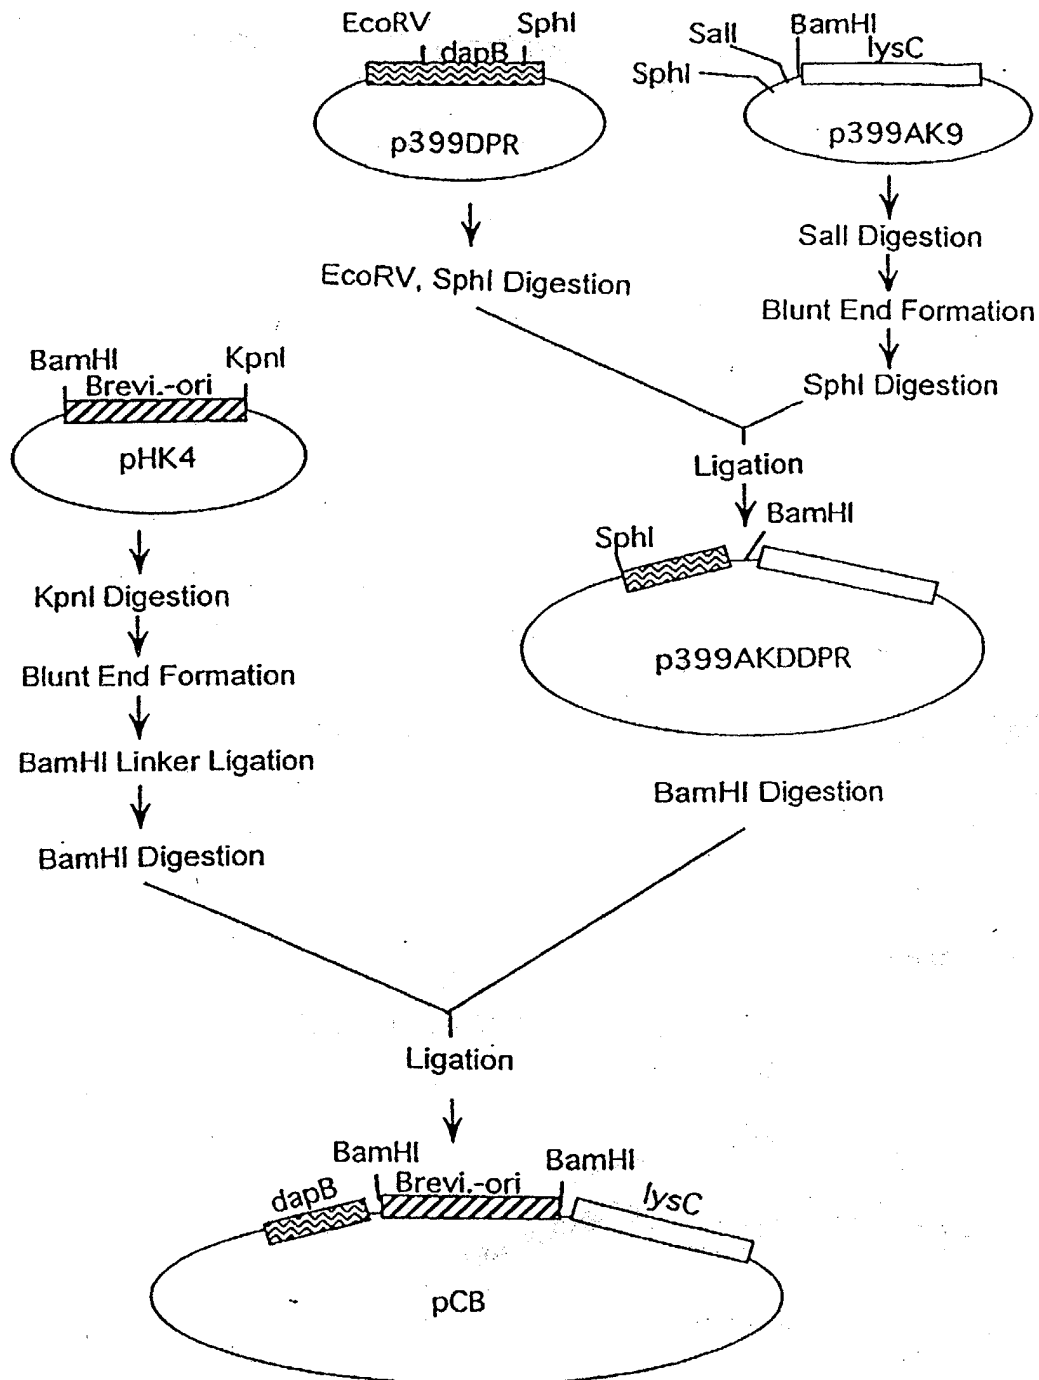 EcoRV SphI
dapB
p399DPR
SalI BamHI
lysC
SphI
p399AK9
EcoRV, SphI Digestion
SalI Digestion
Blunt End Formation
SphI Digestion
BamHI KpnI
Brevi.-ori
pHK4
KpnI Digestion
Blunt End Formation
BamHI Linker Ligation
BamHI Digestion
Ligation
SphI BamHI
p399AKDDPR
BamHI Digestion
Ligation
BamHI BamHI
dapB Brevi.-ori lysC
pCB